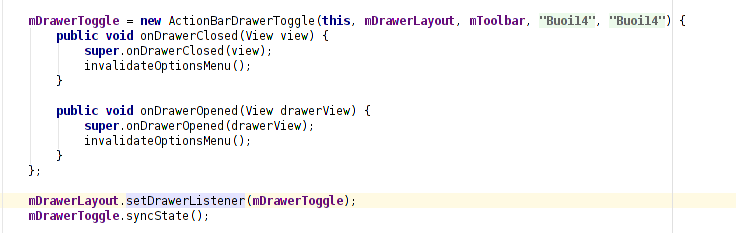 mDrawerToggle = new ActionBarDrawerToggle(this, mDrawerLayout, mToolbar, "Buoi14", "Buoi14") {
    public void onDrawerClosed(View view) {
        super.onDrawerClosed(view);
        invalidateOptionsMenu();
    }

    public void onDrawerOpened(View drawerView) {
        super.onDrawerOpened(drawerView);
        invalidateOptionsMenu();
    }
};

mDrawerLayout.setDrawerListener(mDrawerToggle);
mDrawerToggle.syncState();